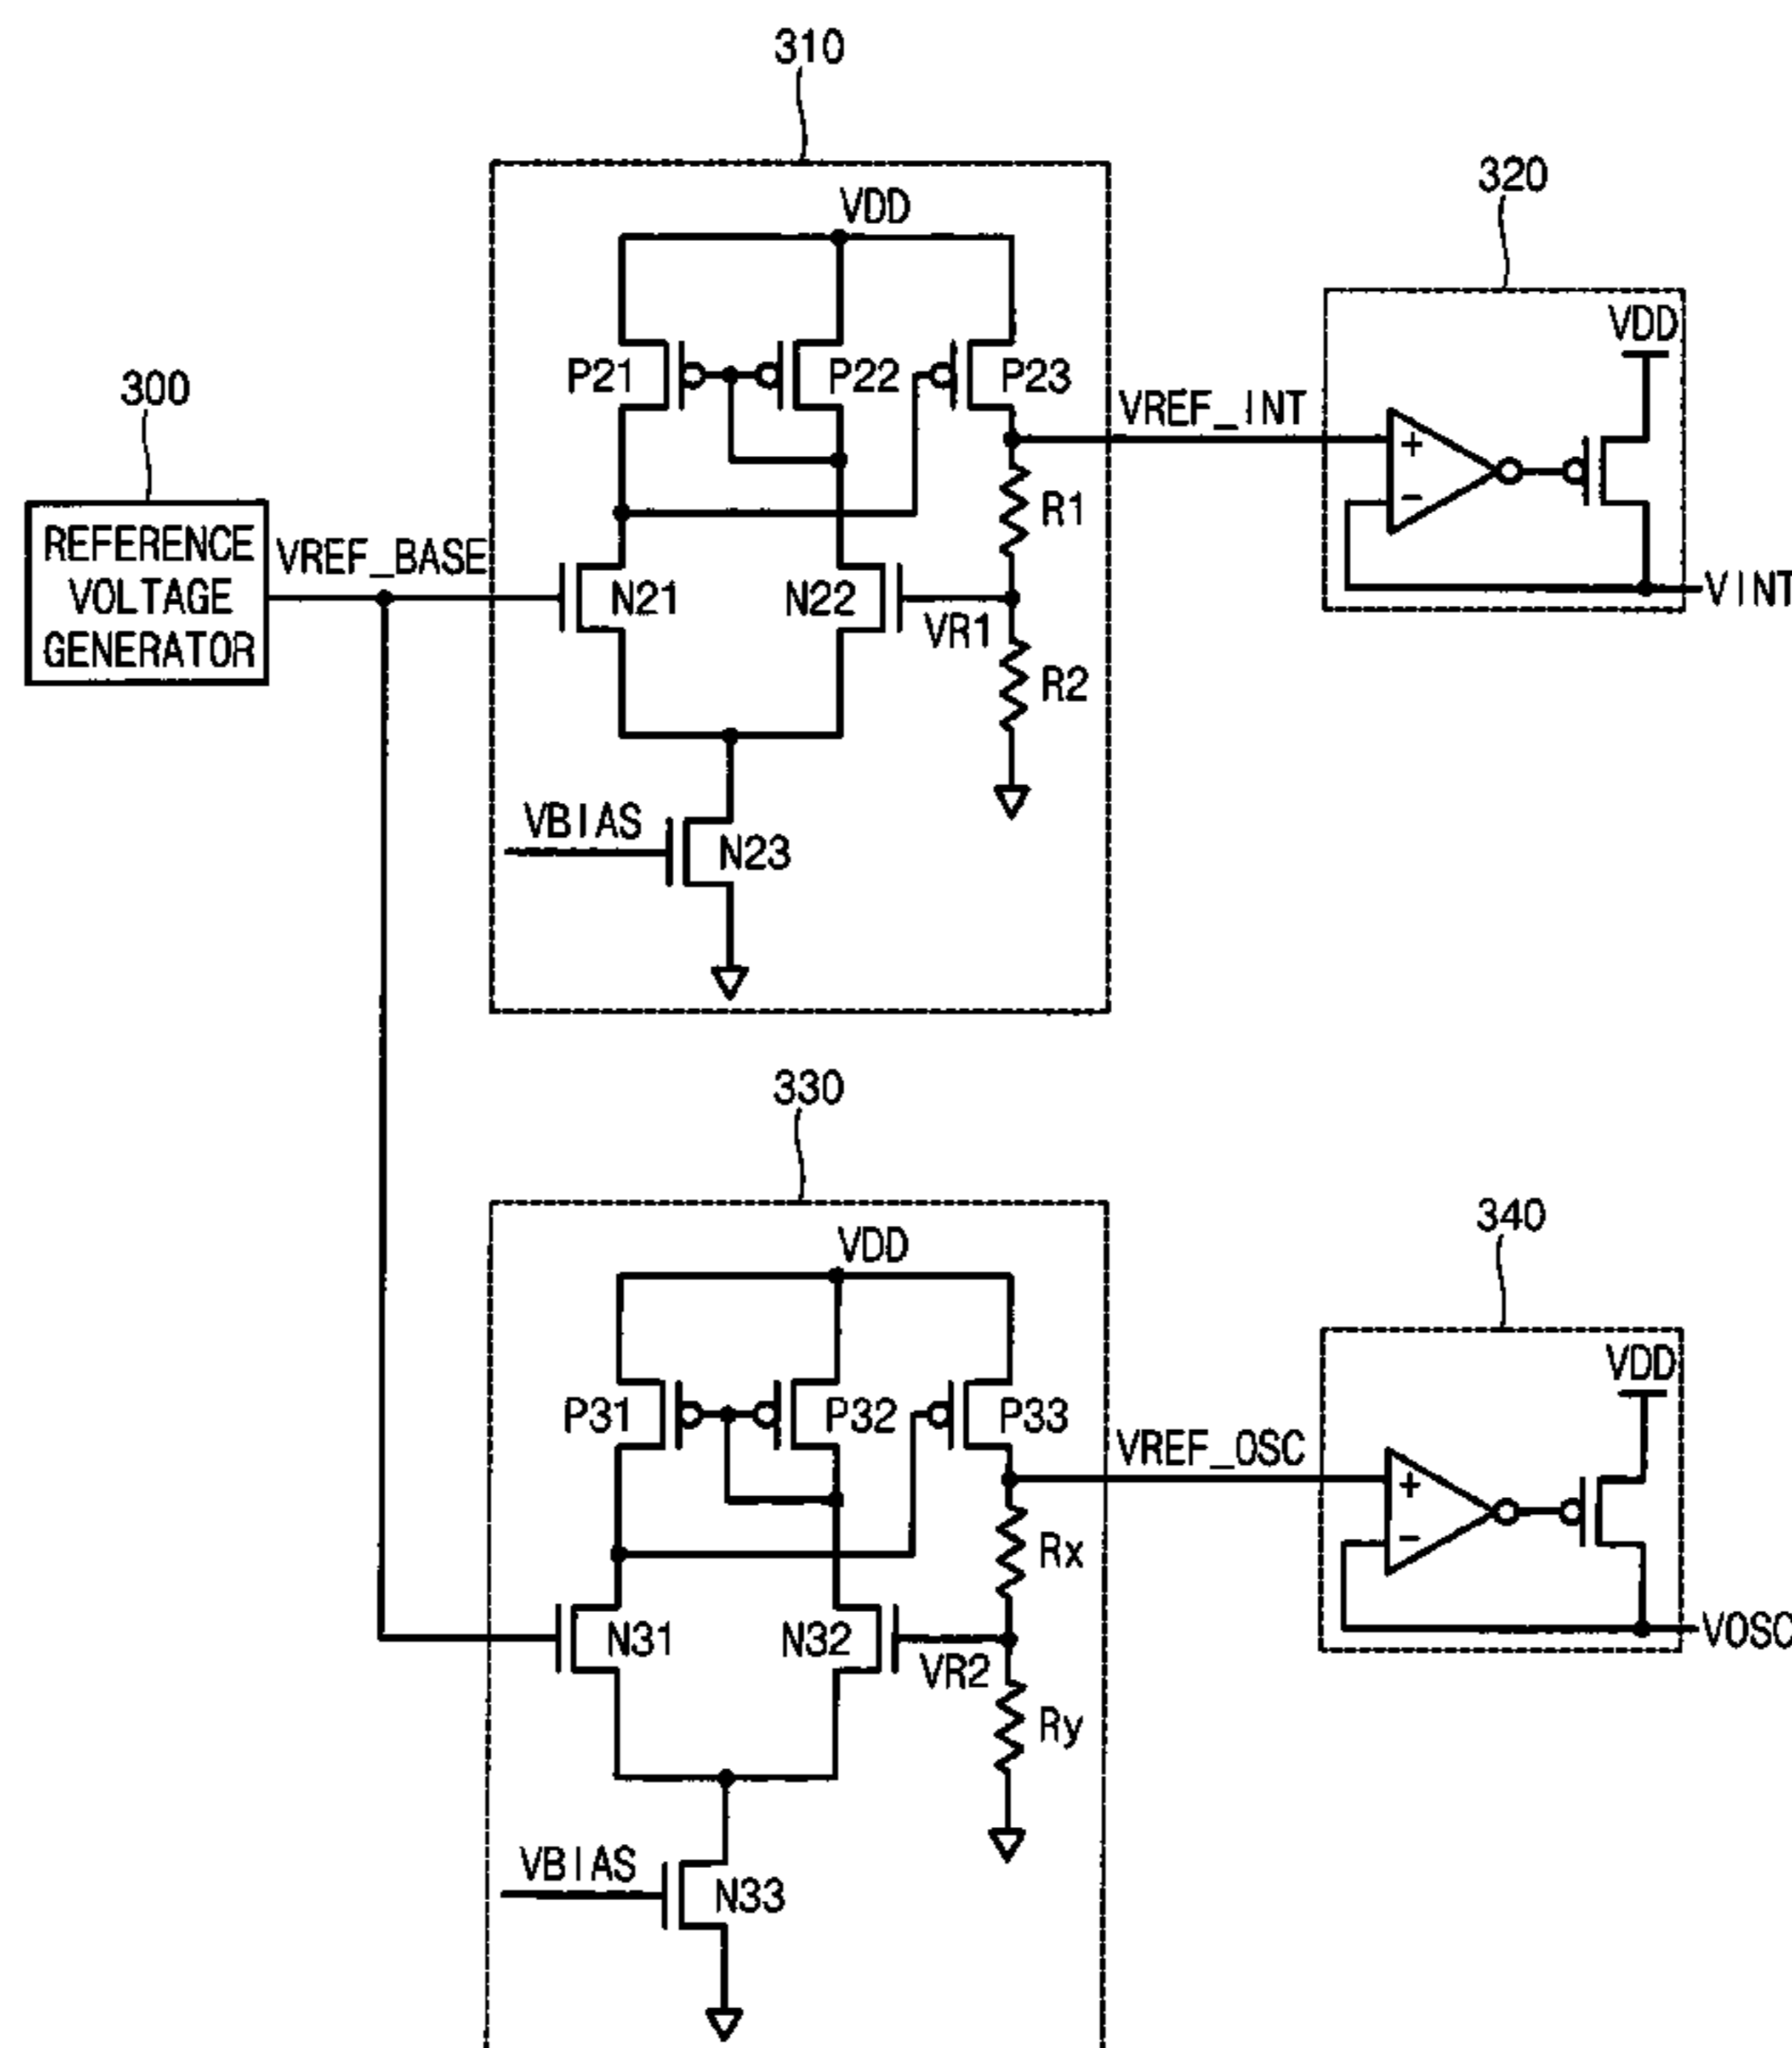 310
VDD
320
VDD
P21
P22
P23
300
VREF_INT
+
-
R1
REFERENCE
VOLTAGE
GENERATOR
VREF_BASE
N21
N22
VR1
VINT
R2
VBIAS
N23
330
VDD
340
VDD
P31
P32
P33
VREF_OSC
+
-
Rx
N31
N32
VR2
VOSC
Ry
VBIAS
N33